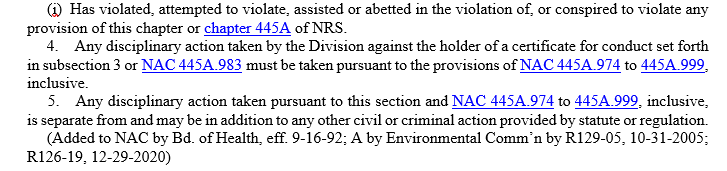 (i) Has violated, attempted to violate, assisted or abetted in the violation of, or conspired to violate any
provision of this chapter or chapter 445A of NRS.
4. Any disciplinary action taken by the Division against the holder of a certificate for conduct set forth
in subsection 3 or NAC 445A.983 must be taken pursuant to the provisions of NAC 445A.974 to 445A.999,
inclusive.
5. Any disciplinary action taken pursuant to this section and NAC 445A.974 to 445A.999, inclusive,
is separate from and may be in addition to any other civil or criminal action provided by statute or regulation.
(Added to NAC by Bd. of Health, eff. 9-16-92; A by Environmental Comm’n by R129-05, 10-31-2005;
R126-19, 12-29-2020)